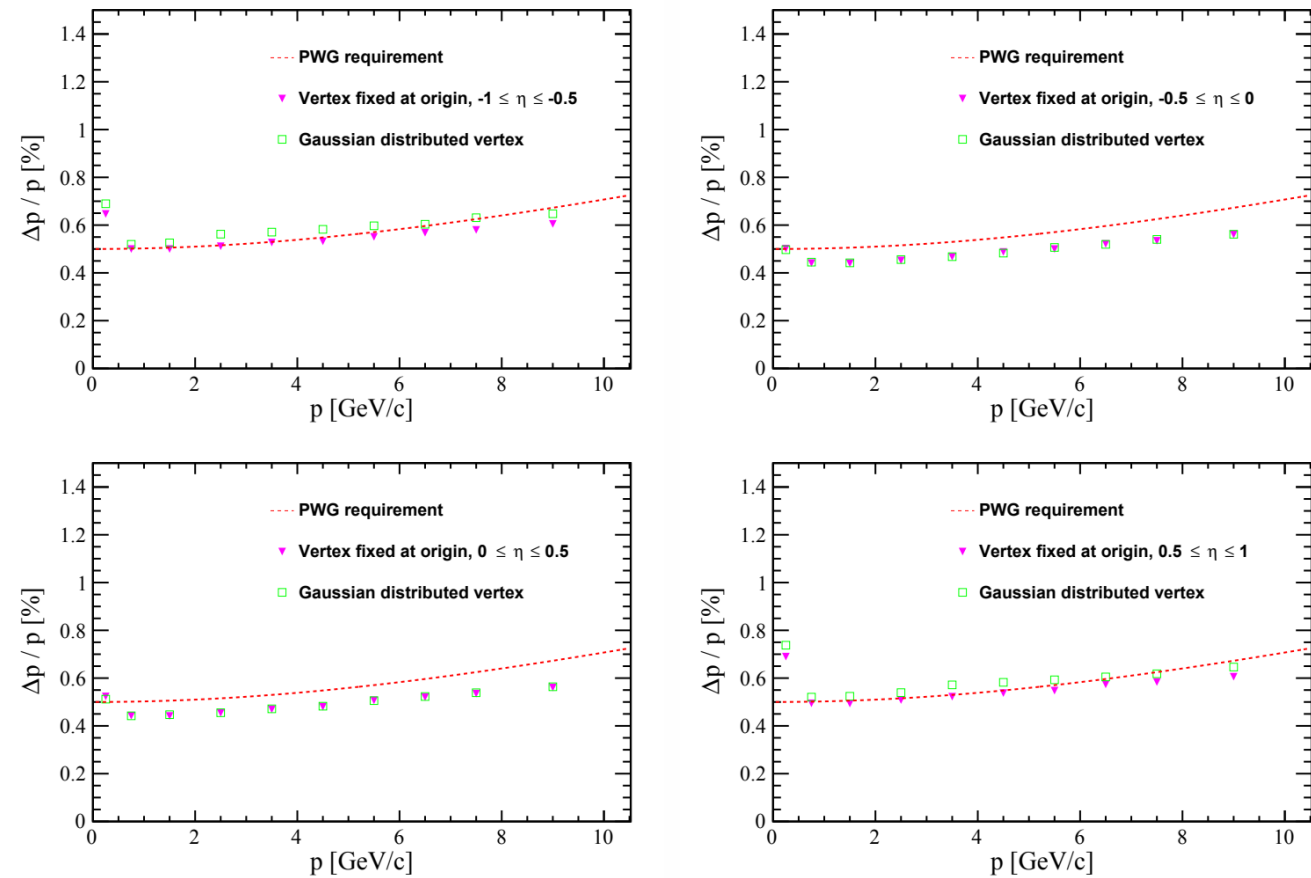 1.4
1.2
1
0.8
0.6
0.4
0.2
0
Δp / p [%]
PWG requirement
Vertex fixed at origin, -1 ≤ η ≤ -0.5
Gaussian distributed vertex
0 2 4 6 8 10
p [GeV/c]
1.4
1.2
1
0.8
0.6
0.4
0.2
0
Δp / p [%]
PWG requirement
Vertex fixed at origin, -0.5 ≤ η ≤ 0
Gaussian distributed vertex
0 2 4 6 8 10
p [GeV/c]
1.4
1.2
1
0.8
0.6
0.4
0.2
0
Δp / p [%]
PWG requirement
Vertex fixed at origin, 0 ≤ η ≤ 0.5
Gaussian distributed vertex
0 2 4 6 8 10
p [GeV/c]
1.4
1.2
1
0.8
0.6
0.4
0.2
0
Δp / p [%]
PWG requirement
Vertex fixed at origin, 0.5 ≤ η ≤ 1
Gaussian distributed vertex
0 2 4 6 8 10
p [GeV/c]